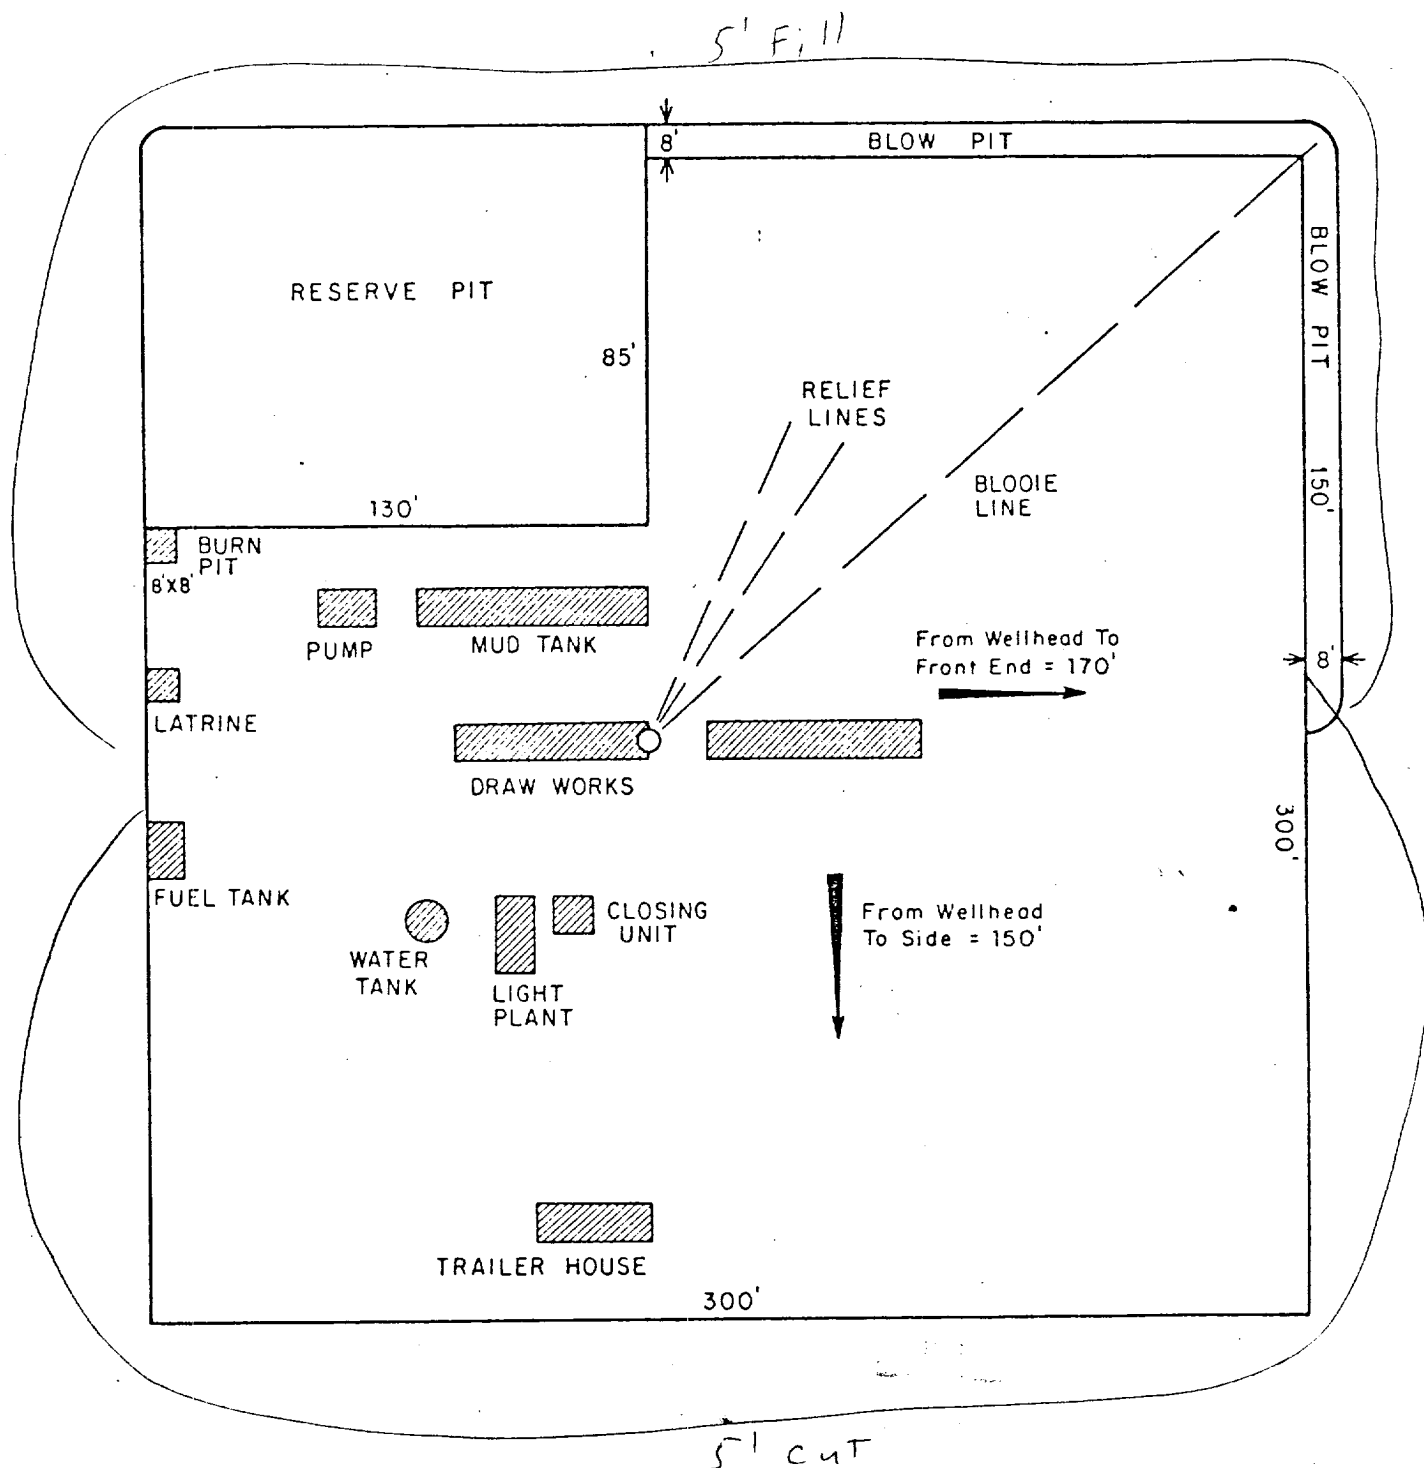 5' Fill
8'
BLOW PIT
BLOW PIT
RESERVE PIT
85'
RELIEF
LINES
BLOOIE
LINE
150'
130'
BURN
PIT
8'X8'
PUMP
MUD TANK
From Wellhead To
Front End = 170'
8'
LATRINE
DRAW WORKS
300'
FUEL TANK
CLOSING
UNIT
From Wellhead
To Side = 150'
WATER
TANK
LIGHT
PLANT
TRAILER HOUSE
300'
5' CUT